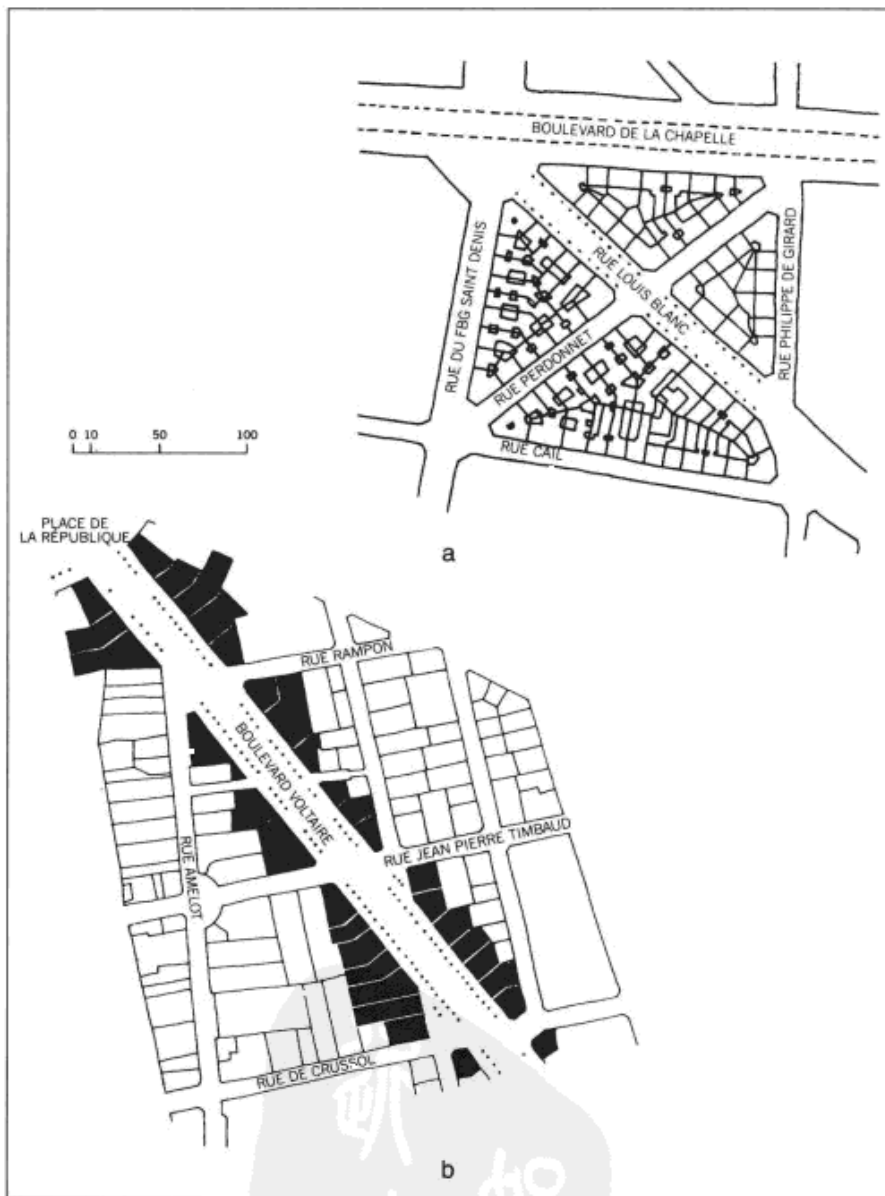 BOULEVARD DE LA CHAPELLE
RUE DU FBG SAINT DENIS
RUE LOUIS BLANC
RUE PHILIPPE DE GIRARD
RUE PERDONNET
RUE CAIL
0 10 50 100
a
PLACE DE
LA RÉPUBLIQUE
RUE RAMPON
BOULEVARD VOLTAIRE
RUE JEAN PIERRE TIMBAUD
RUE AMELOT
RUE DE CRUSSOL
b